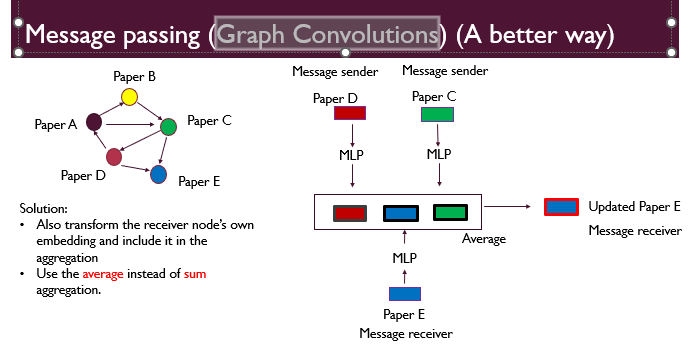 Message passing (Graph Convolutions) (A better way)
Paper B
Paper A
Paper C
Paper D
Paper E
Solution:
• Also transform the receiver node's own
embedding and include it in the
aggregation
• Use the average instead of sum
aggregation.
Message sender
Message sender
Paper D
Paper C
MLP
MLP
Updated Paper E
Message receiver
Average
MLP
Paper E
Message receiver